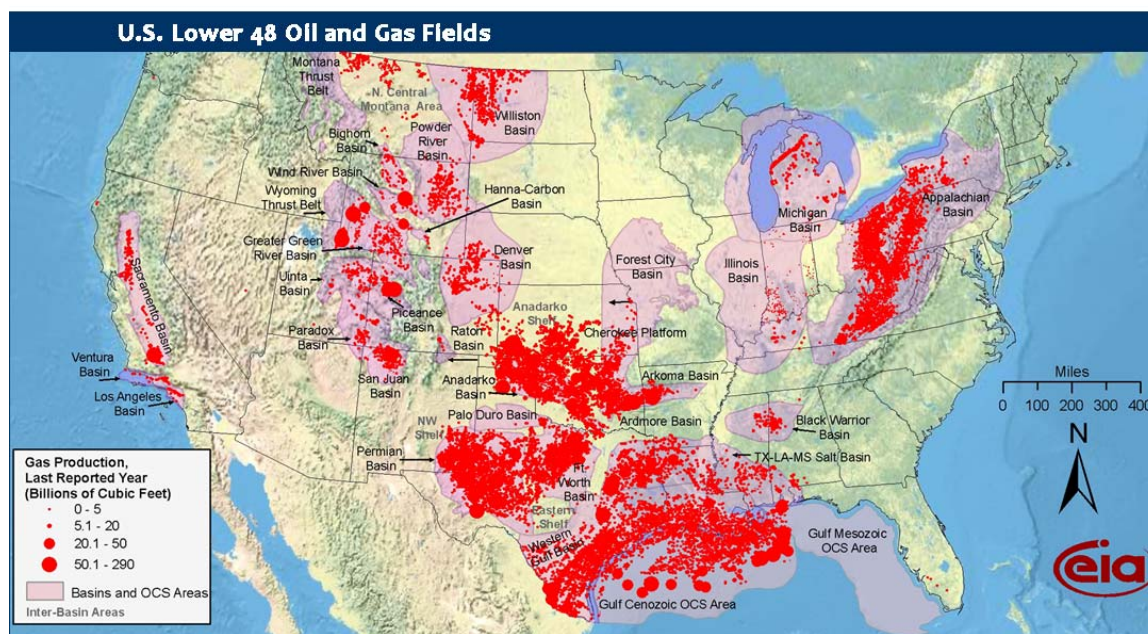 U.S. Lower 48 Oil and Gas Fields
Montana
Thrust
Belt
N. Central
Montana Area
Williston
Basin
Bighorn
Basin
Powder
River
Basin
Wind River Basin
Wyoming
Thrust Belt
Hanna-Carbon
Basin
Greater Green
River Basin
Denver
Basin
Forest City
Basin
Illinois
Basin
Michigan
Basin
Appalachian
Basin
Sacramento Basin
Uinta
Basin
Piceance
Basin
Anadarko
Shelf
Paradox
Basin
Raton
Basin
Cherokee Platform
Ventura
Basin
Los Angeles
Basin
San Juan
Basin
Anadarko
Basin
Arkoma Basin
Palo Duro Basin
Ardmore Basin
Black Warrior
Basin
NW
Shelf
Permian
Basin
Ft.
Worth
Basin
TX-LA-MS Salt Basin
Eastern
Shelf
Western
Gulf Basin
Gulf Cenozoic OCS Area
Gulf Mesozoic
OCS Area
Miles
0 100 200 300 400
N
eia
Gas Production,
Last Reported Year
(Billions of Cubic Feet)
0 - 5
5.1 - 20
20.1 - 50
50.1 - 290
Basins and OCS Areas
Inter-Basin Areas